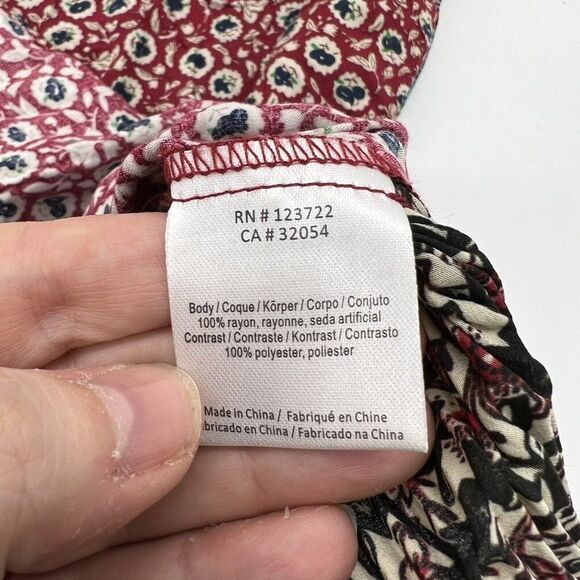 RN # 123722
CA # 32054
Body / Coque / Körper / Corpo / Conjuto
100% rayon, rayonne, seda artificial
Contrast / Contraste / Kontrast / Contrasto
100% polyester, poliester
Made in China / Fabriqué en Chine
abricado en China / Fabricado na China